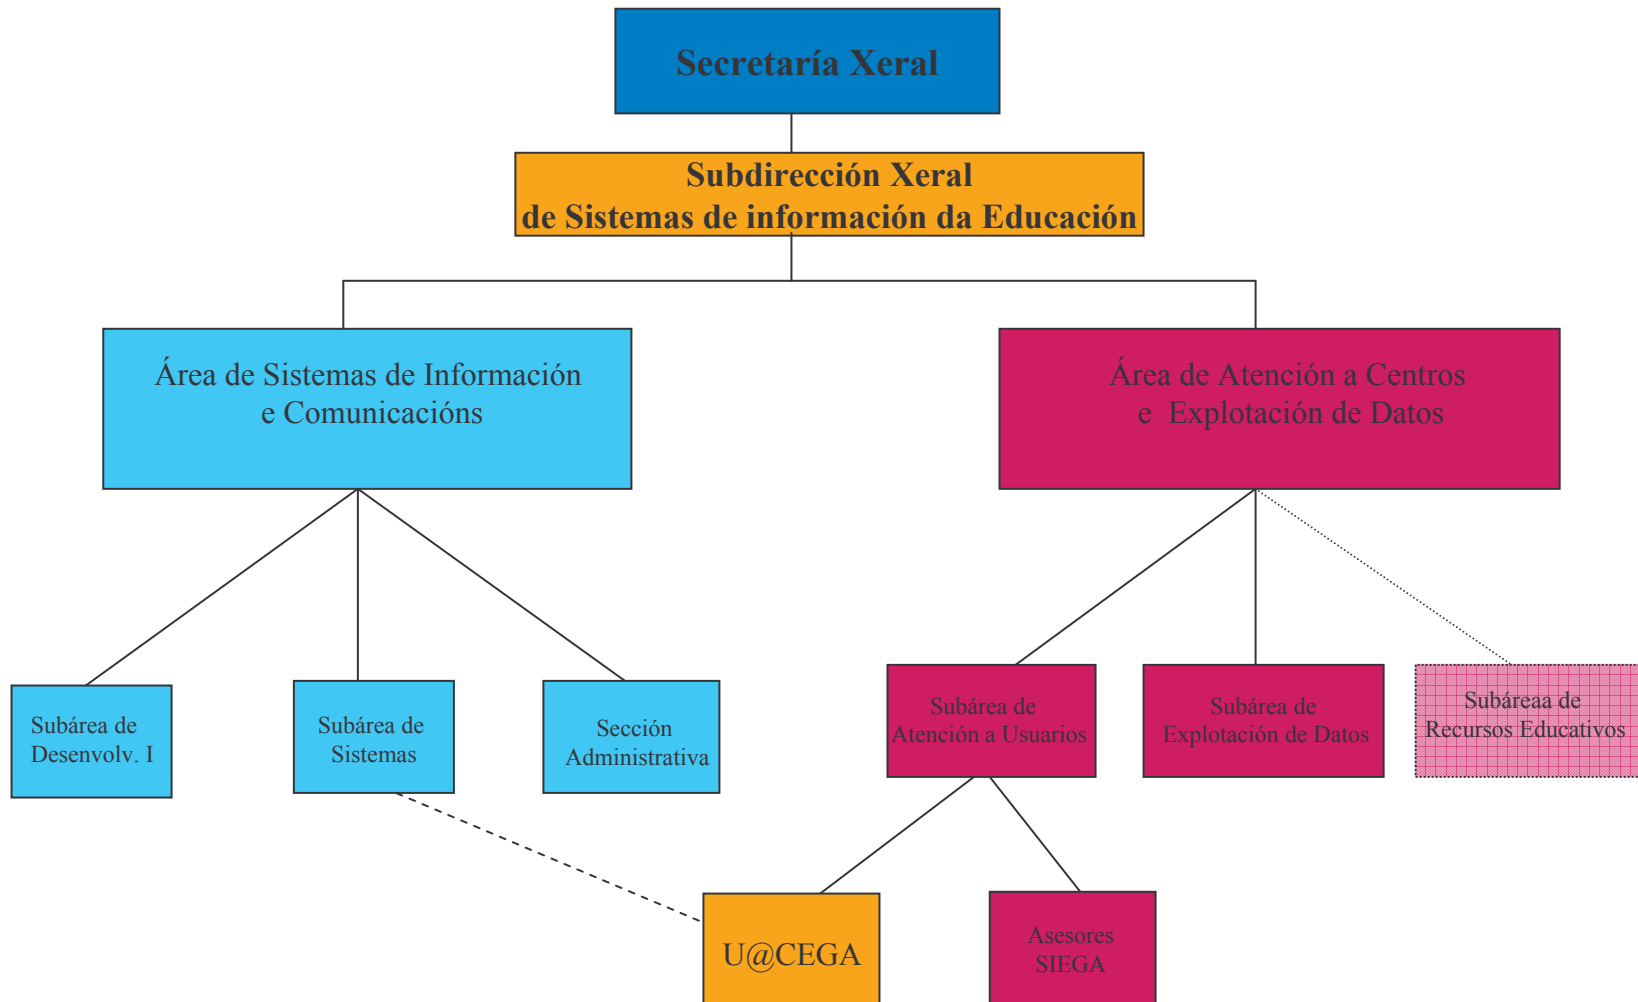 Secretaría Xeral
Subdirección Xeral
de Sistemas de información da Educación
Área de Sistemas de Información
e Comunicacións
Área de Atención a Centros
e Explotación de Datos
Subárea de
Desenvolv. I
Subárea de
Sistemas
Sección
Administrativa
Subárea de
Atención a Usuarios
Subárea de
Explotación de Datos
Subáreaa de
Recursos Educativos
U@CEGA
Asesores
SIEGA